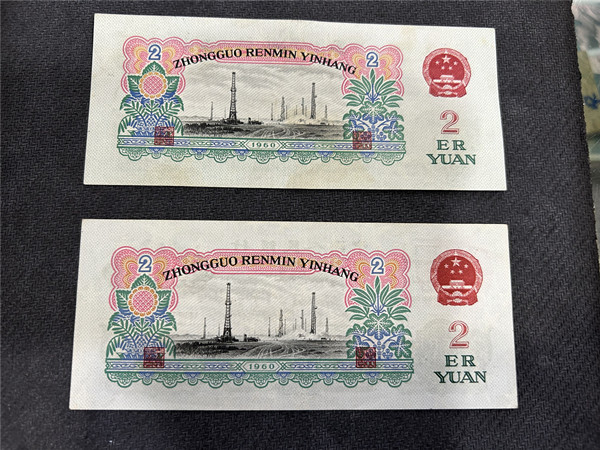 2 ZHONGGUO RENMIN YINHANG 2
2
ER
YUAN
1960
2 ZHONGGUO RENMIN YINHANG 2
2
ER
YUAN
1960